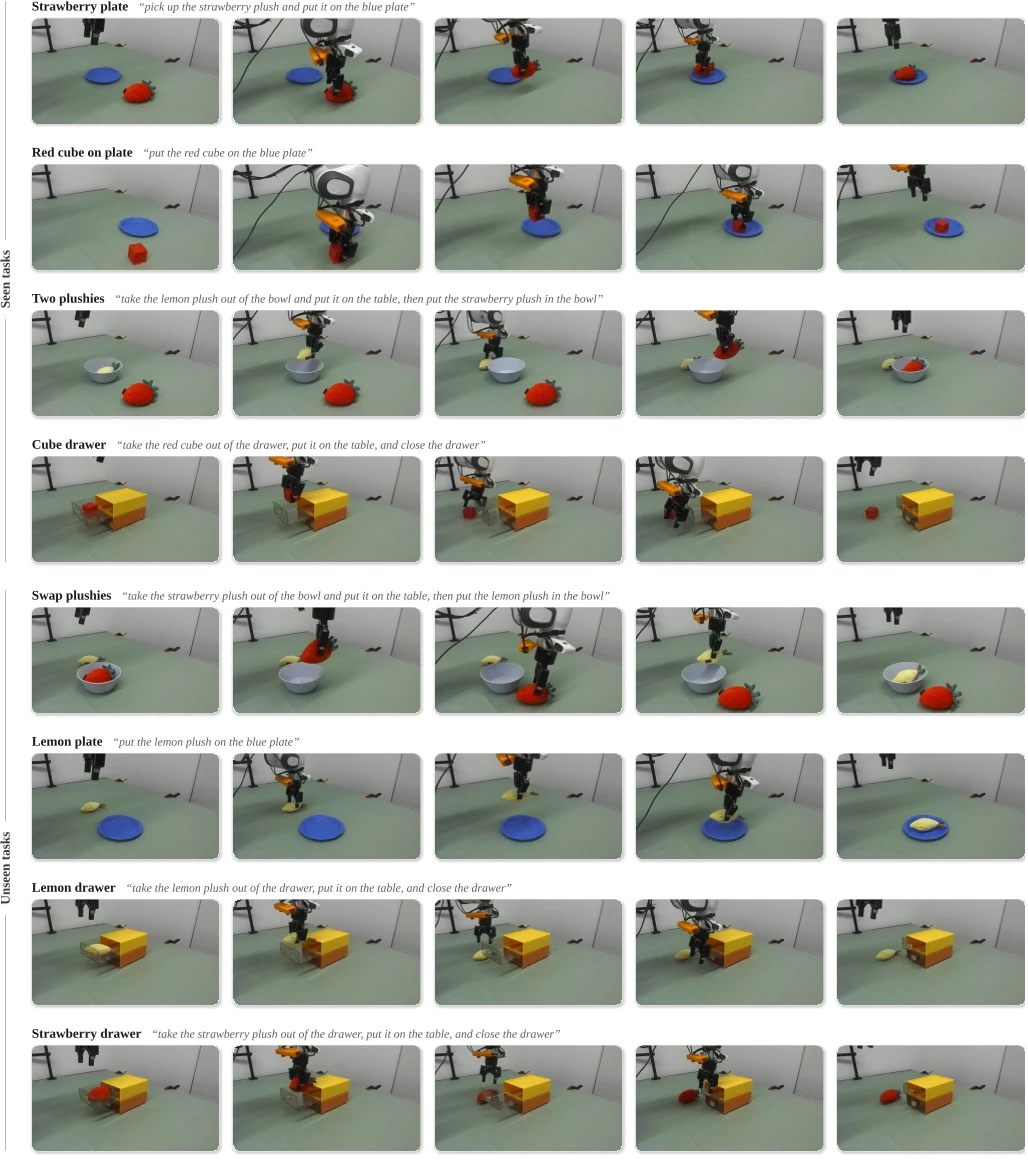 Strawberry plate “pick up the strawberry plush and put it on the blue plate”
Seen tasks
Red cube on plate “put the red cube on the blue plate”
Two plushies “take the lemon plush out of the bowl and put it on the table, then put the strawberry plush in the bowl”
Cube drawer “take the red cube out of the drawer, put it on the table, and close the drawer”
Unseen tasks
Swap plushies “take the strawberry plush out of the bowl and put it on the table, then put the lemon plush in the bowl”
Lemon plate “put the lemon plush on the blue plate”
Lemon drawer “take the lemon plush out of the drawer, put it on the table, and close the drawer”
Strawberry drawer “take the strawberry plush out of the drawer, put it on the table, and close the drawer”